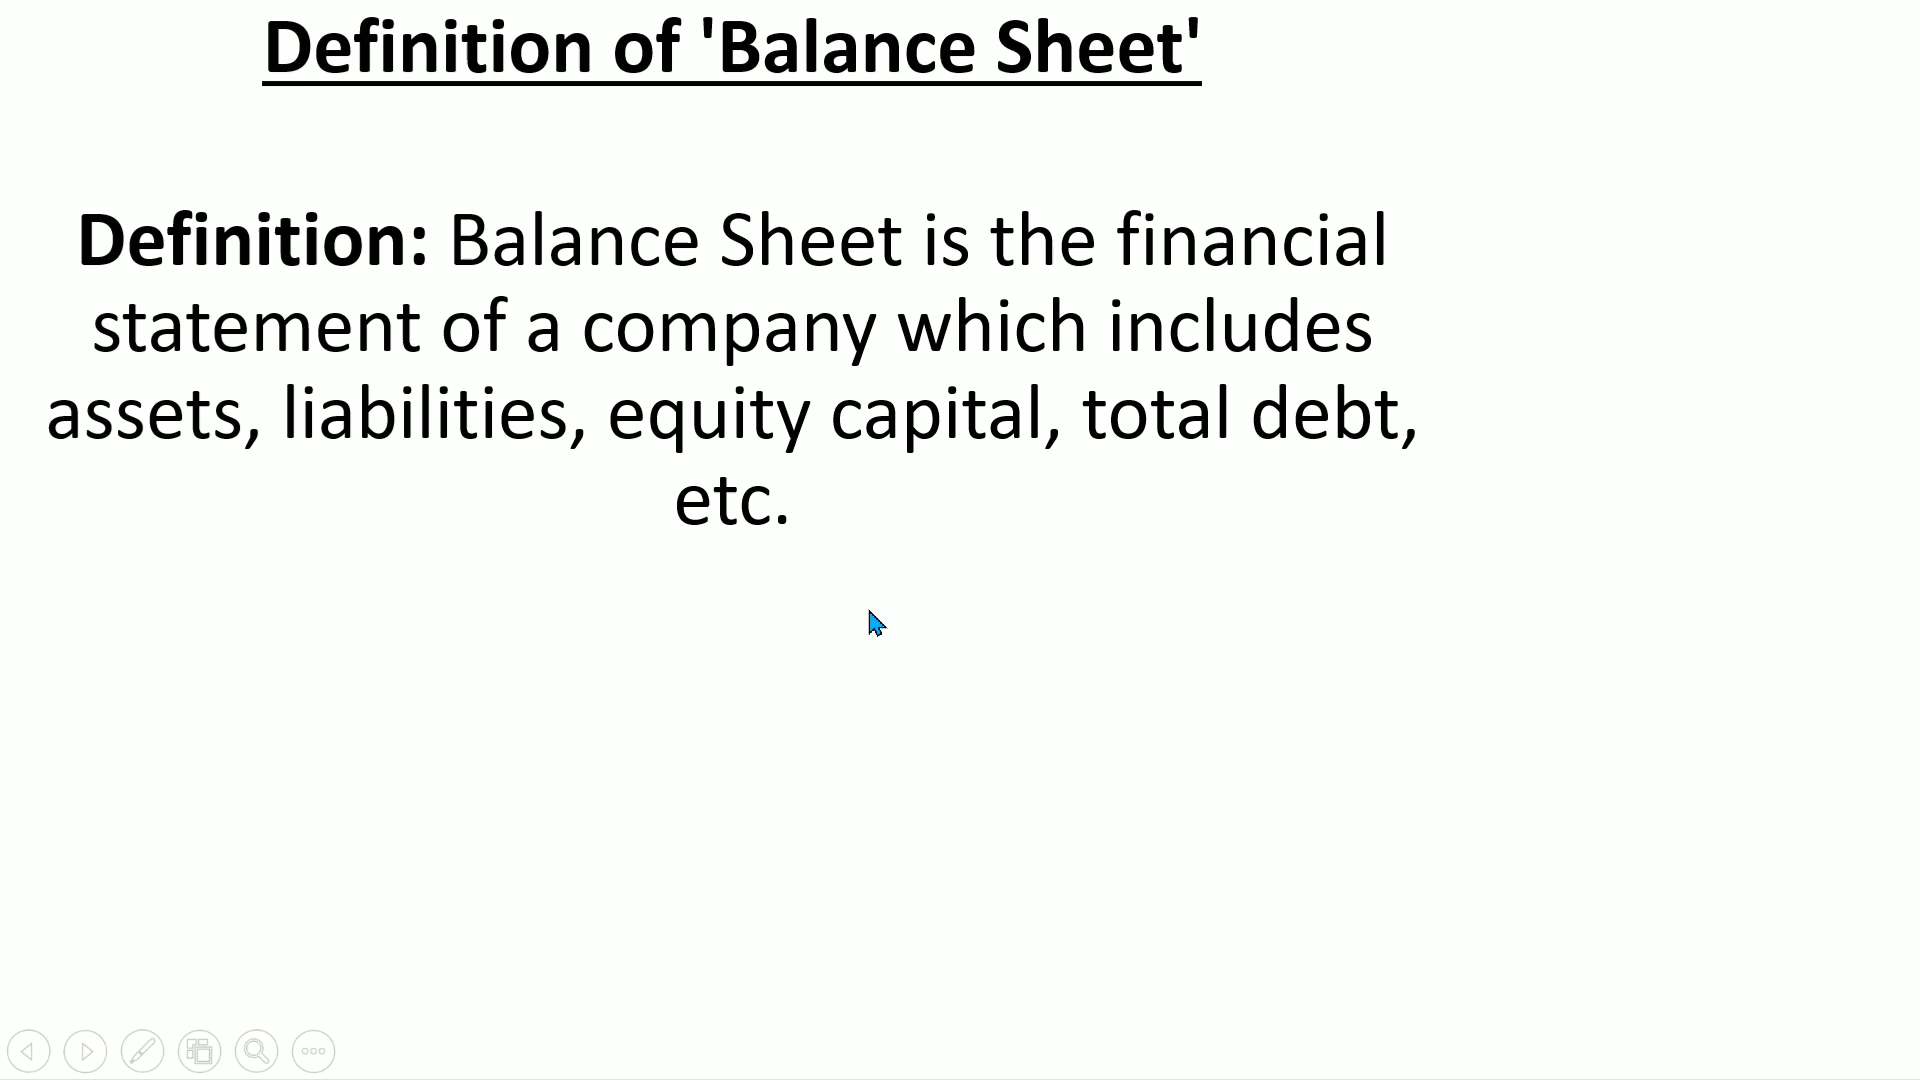 Definition of 'Balance Sheet'
Definition: Balance Sheet is the financial
statement of a company which includes
assets, liabilities, equity capital, total debt,
etc.